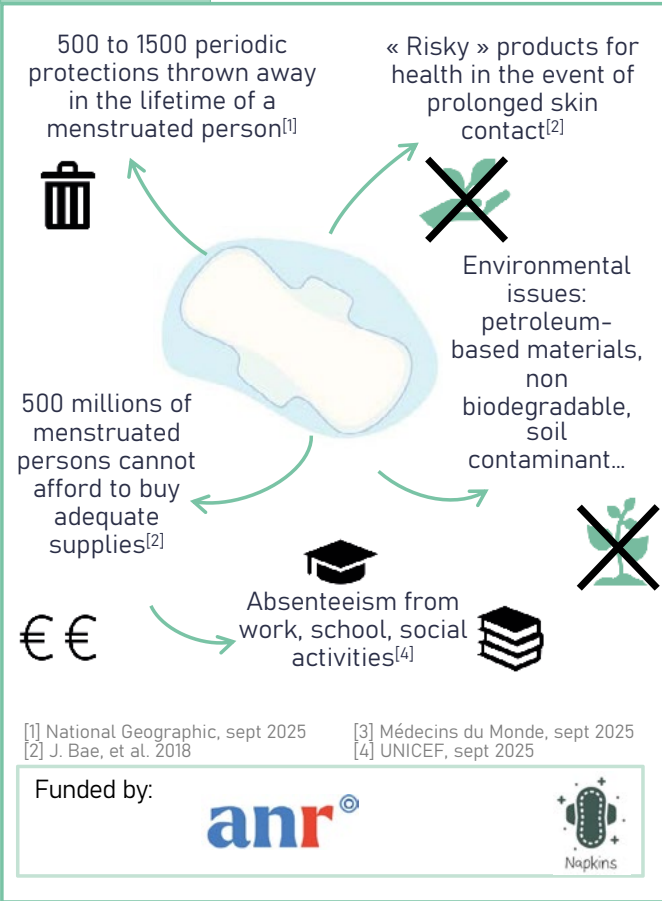 500 to 1500 periodic
protections thrown away
in the lifetime of a
menstruated person[1]
« Risky » products for
health in the event of
prolonged skin
contact[2]
Environmental
issues:
petroleum-
based materials,
non
biodegradable,
soil
contaminant...
500 millions of
menstruated
persons cannot
afford to buy
adequate
supplies[2]
€ €
Absenteeism from
work, school, social
activities[4]
[1] National Geographic, sept 2025
[2] J. Bae, et al. 2018
[3] Médecins du Monde, sept 2025
[4] UNICEF, sept 2025
Funded by:
anr
Napkins